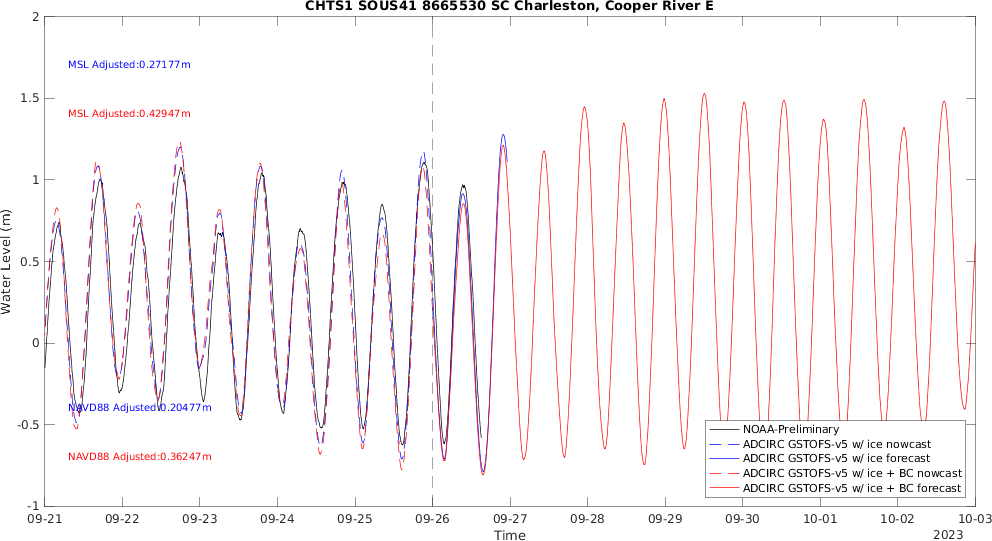 CHTS1 SOUS41 8665530 SC Charleston, Cooper River E
2
1.5
1
0.5
0
-0.5
-1
Water Level (m)
MSL Adjusted:0.27177m
MSL Adjusted:0.42947m
NAVD88 Adjusted:0.20477m
NAVD88 Adjusted:0.36247m
NOAA-Preliminary
ADCIRC GSTOFS-v5 w/ ice nowcast
ADCIRC GSTOFS-v5 w/ ice forecast
ADCIRC GSTOFS-v5 w/ ice + BC nowcast
ADCIRC GSTOFS-v5 w/ ice + BC forecast
09-21 09-22 09-23 09-24 09-25 09-26 09-27 09-28 09-29 09-30 10-01 10-02 10-03
Time
2023